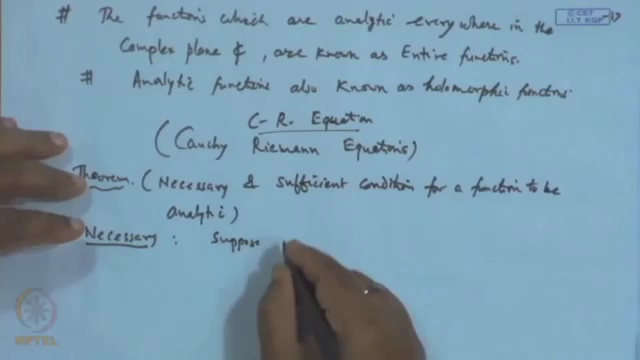 © CET
I.I.T. KGP
# The functions which are analytic everywhere in the
Complex plane ₵, are known as Entire functions.
# Analytic functions also known as holomorphic functions.
C-R. Equation
(Cauchy Riemann Equations)
Theorem. (Necessary & sufficient condition for a function to be
analytic)
Necessary : Suppose
NPTEL